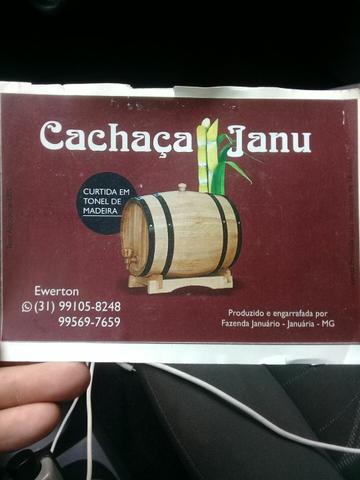 Cachaça Janu
CURTIDA EM
TONEL DE
MADEIRA
Ewerton
(31) 99105-8248
99569-7659
Produzido e engarrafada por
Fazenda Januário - Januária - MG